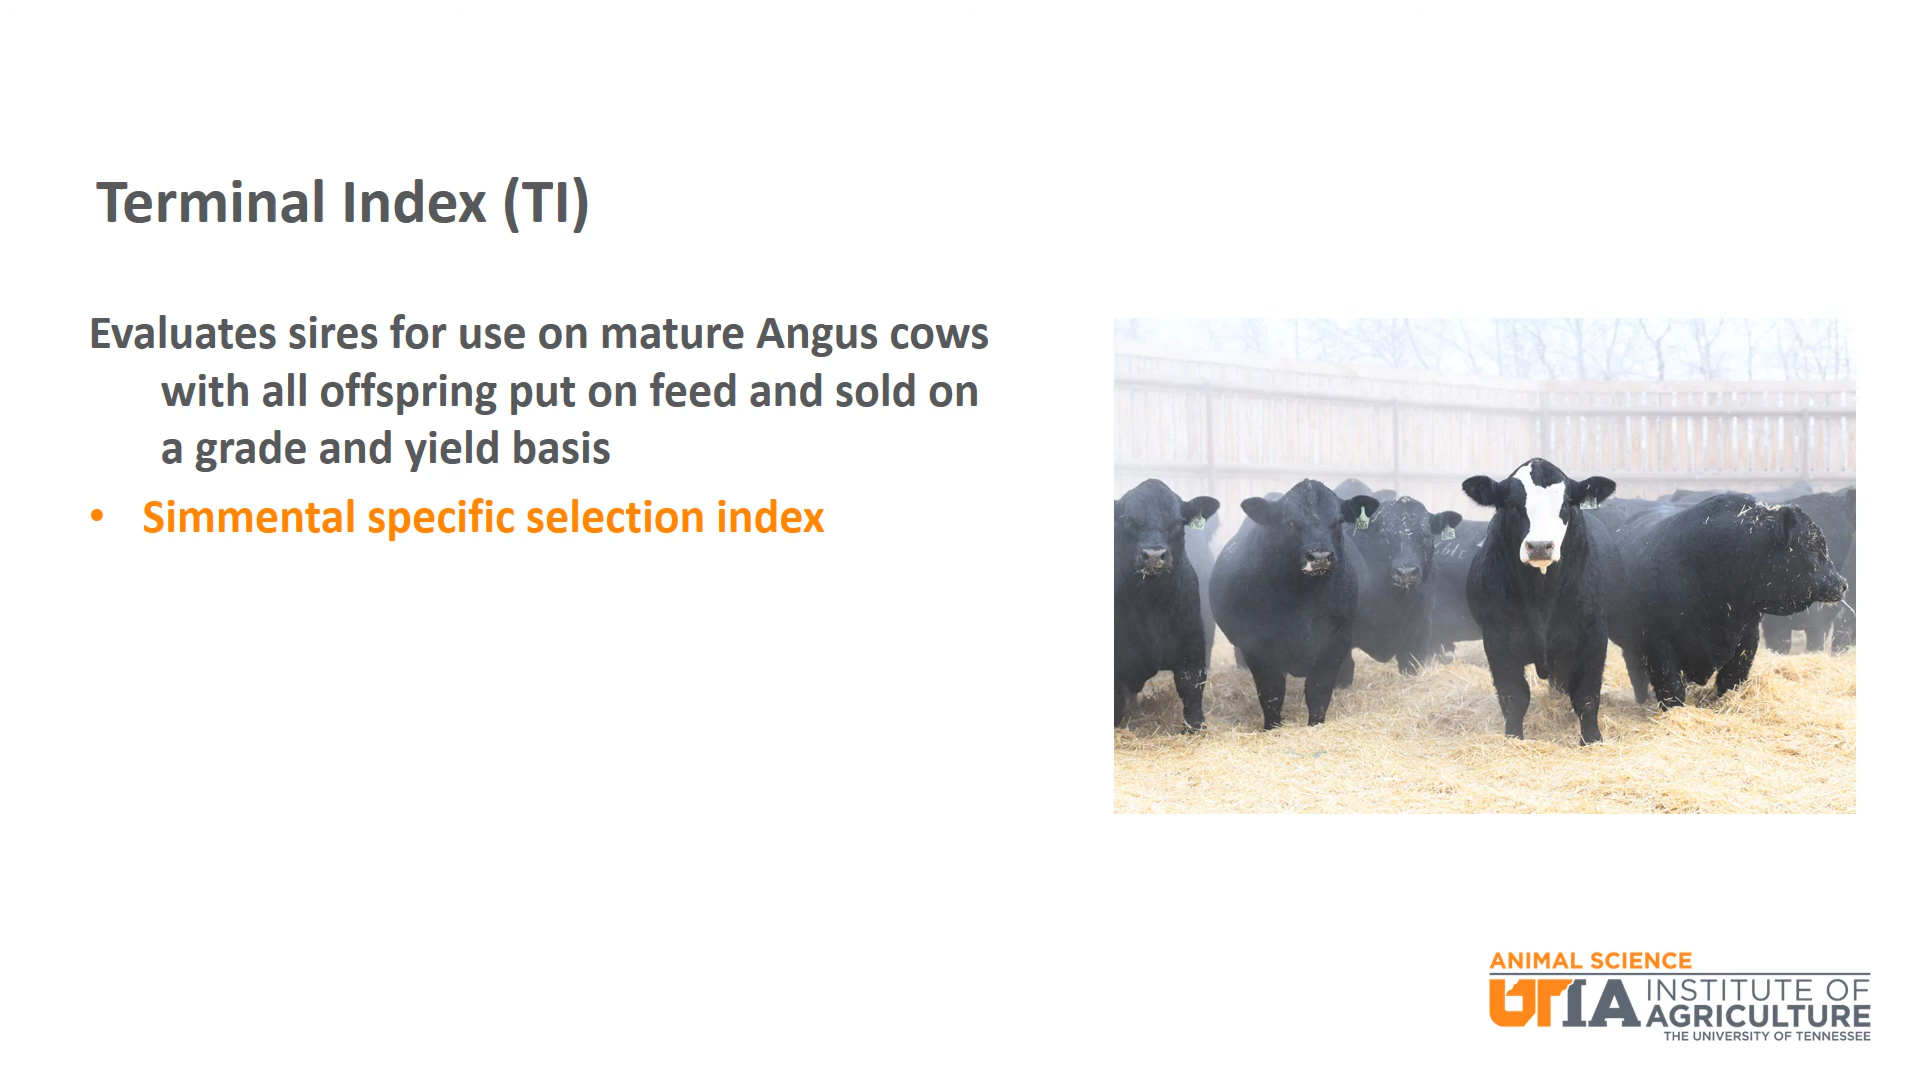 Terminal Index (TI)
Evaluates sires for use on mature Angus cows
with all offspring put on feed and sold on
a grade and yield basis
• Simmental specific selection index
ANIMAL SCIENCE
UTIA
INSTITUTE OF
AGRICULTURE
THE UNIVERSITY OF TENNESSEE